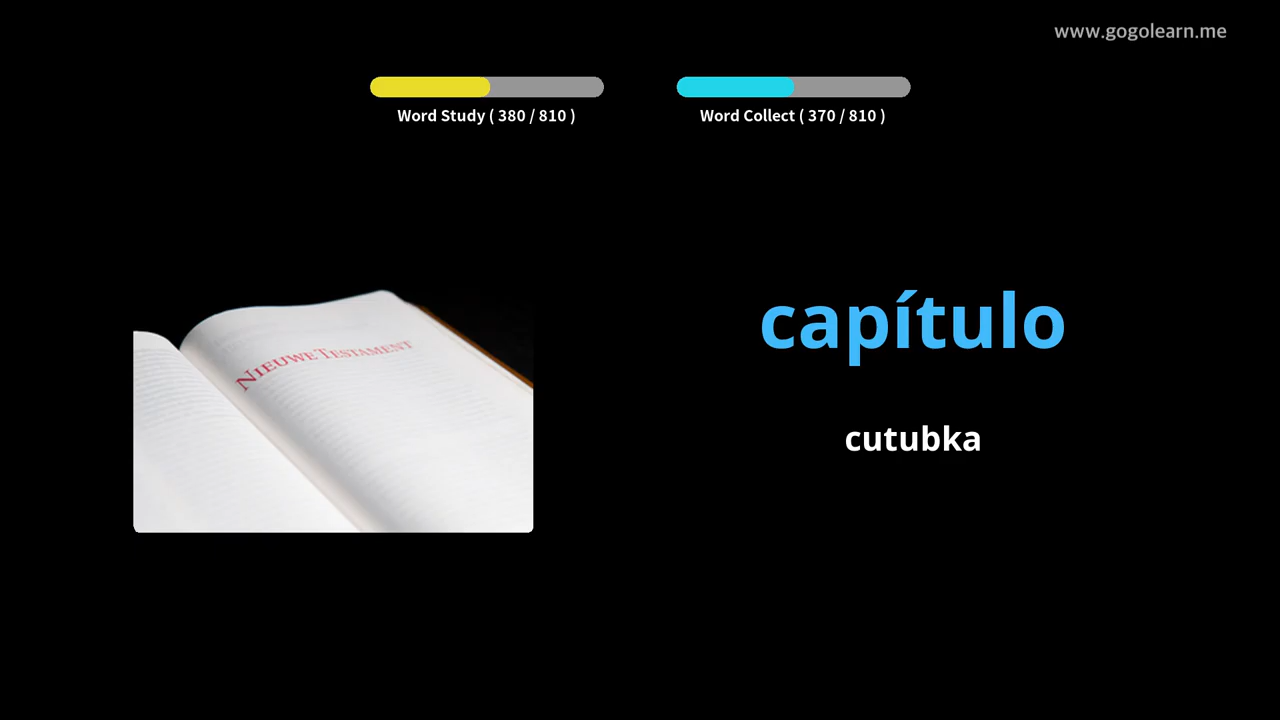 www.gogolearn.me
Word Study ( 380 / 810 )
Word Collect ( 370 / 810 )
NIEUWE TESTAMENT
capítulo
cutubka